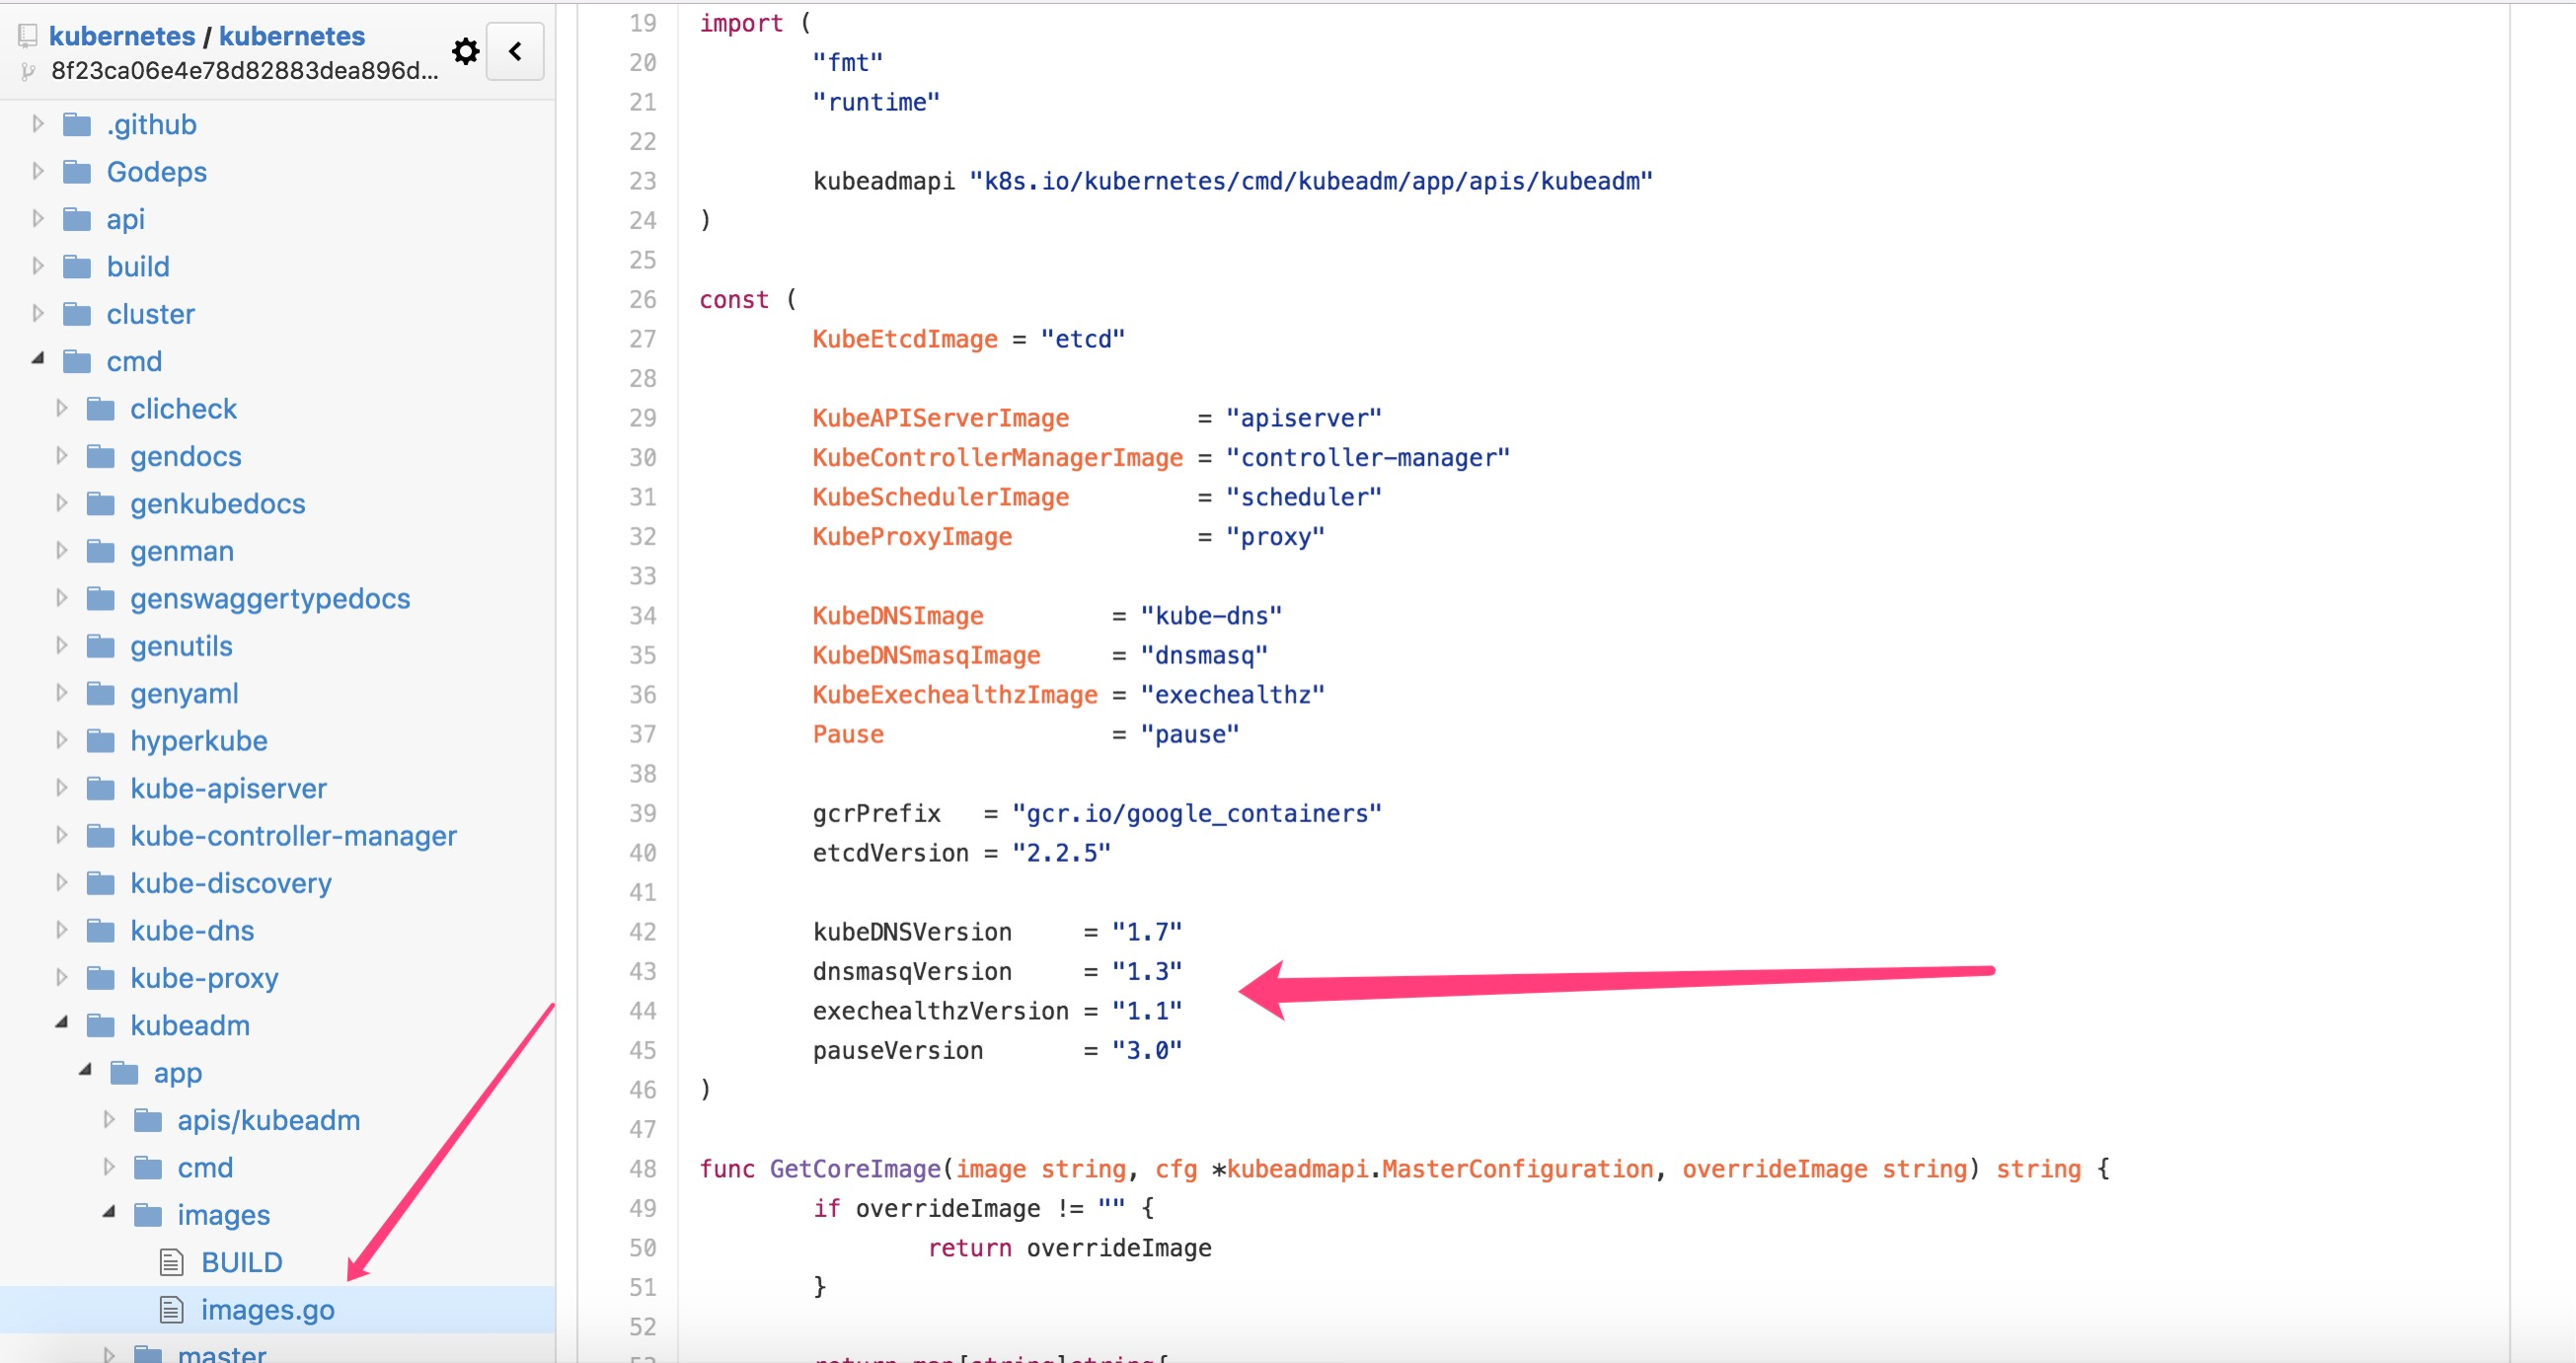 kubernetes / kubernetes
8f23ca06e4e78d82883dea896d...
.github
Godeps
api
build
cluster
cmd
clicheck
gendocs
genkubedocs
genman
genswaggertypedocs
genutils
genyaml
hyperkube
kube-apiserver
kube-controller-manager
kube-discovery
kube-dns
kube-proxy
kubeadm
app
apis/kubeadm
cmd
images
BUILD
images.go
master
19 import (
20 "fmt"
21 "runtime"
22
23 kubeadmapi "k8s.io/kubernetes/cmd/kubeadm/app/apis/kubeadm"
24 )
25
26 const (
27 KubeEtcdImage = "etcd"
28
29 KubeAPIServerImage = "apiserver"
30 KubeControllerManagerImage = "controller-manager"
31 KubeSchedulerImage = "scheduler"
32 KubeProxyImage = "proxy"
33
34 KubeDNSImage = "kube-dns"
35 KubeDNSmasqImage = "dnsmasq"
36 KubeExechealthzImage = "exechealthz"
37 Pause = "pause"
38
39 gcrPrefix = "gcr.io/google_containers"
40 etcdVersion = "2.2.5"
41
42 kubeDNSVersion = "1.7"
43 dnsmasqVersion = "1.3"
44 exechealthzVersion = "1.1"
45 pauseVersion = "3.0"
46 )
47
48 func GetCoreImage(image string, cfg *kubeadmapi.MasterConfiguration, overrideImage string) string {
49 if overrideImage != "" {
50 return overrideImage
51 }
52
53 return map[string]string{